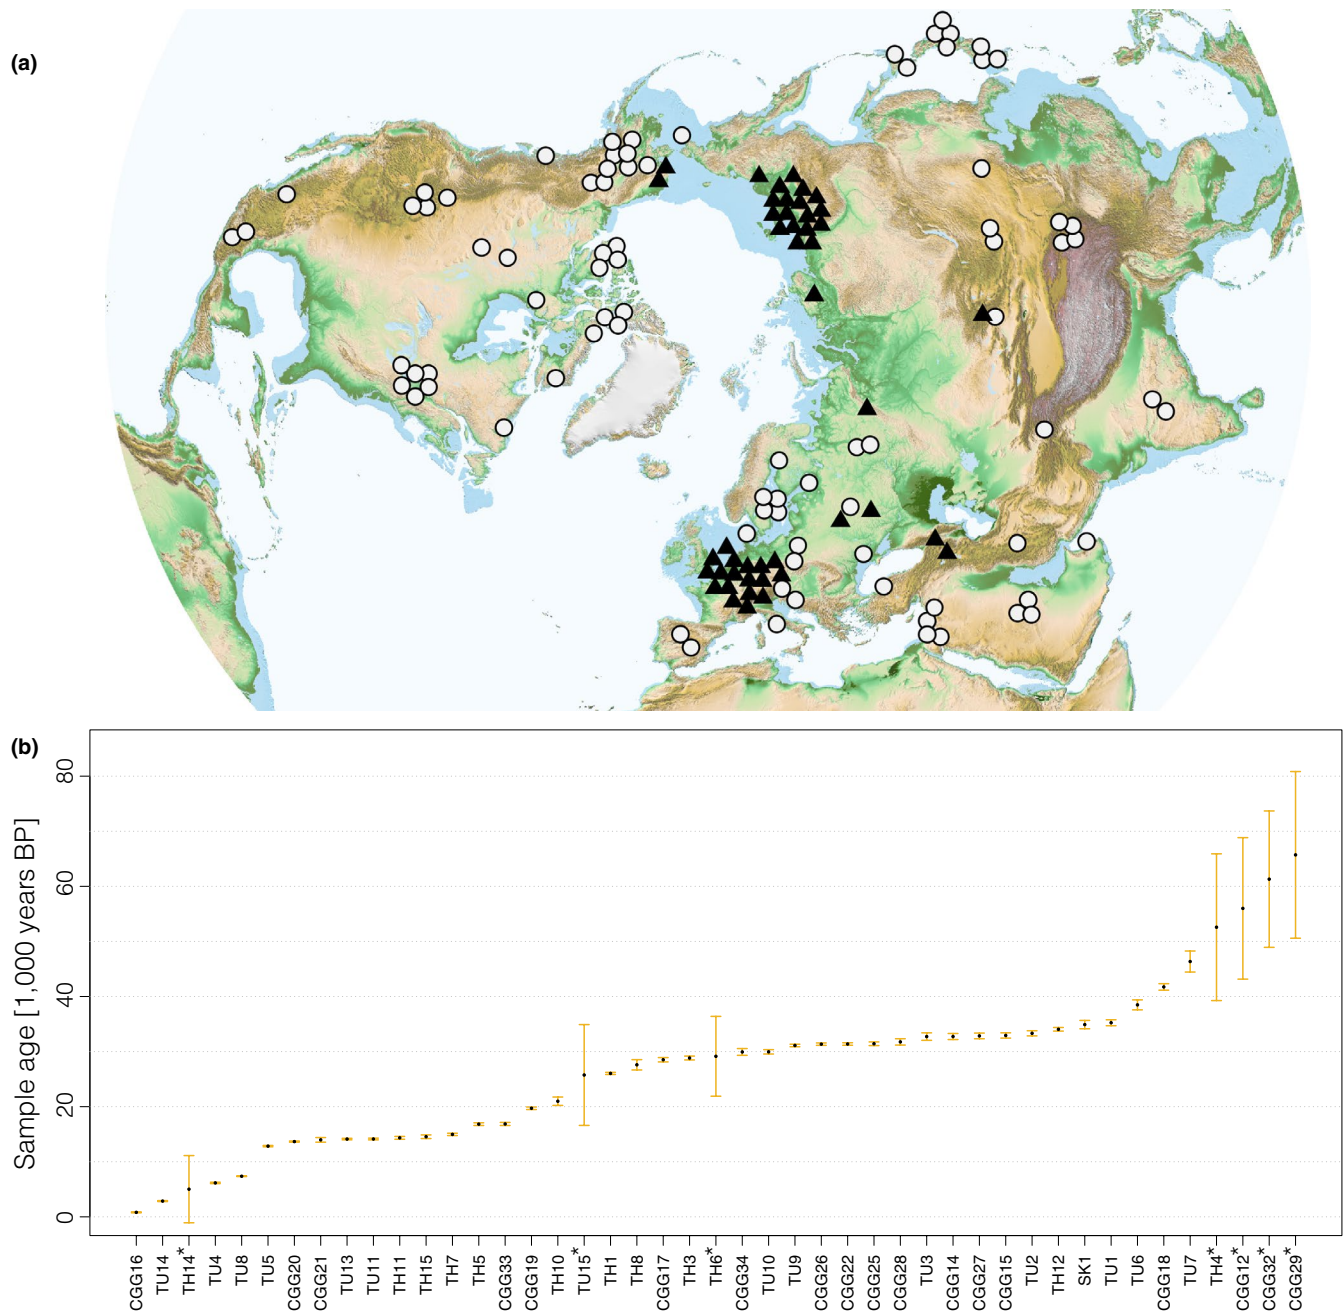 (a)
(b)
Sample age [1,000 years BP]
80
60
40
20
0
CGG16
TU14
TH14*
TU4
TU8
TU5
CGG20
CGG21
TU13
TU11
TH11
TH15
TH7
TH5
CGG33
CGG19
TH10
TU15*
TH1
TH8
CGG17
TH3
TH6*
CGG34
TU10
TU9
CGG26
CGG22
CGG25
CGG28
TU3
CGG14
CGG27
CGG15
TU2
TH12
SK1
TU1
TU6
CGG18
TU7
TH4*
CGG12*
CGG32*
CGG29*